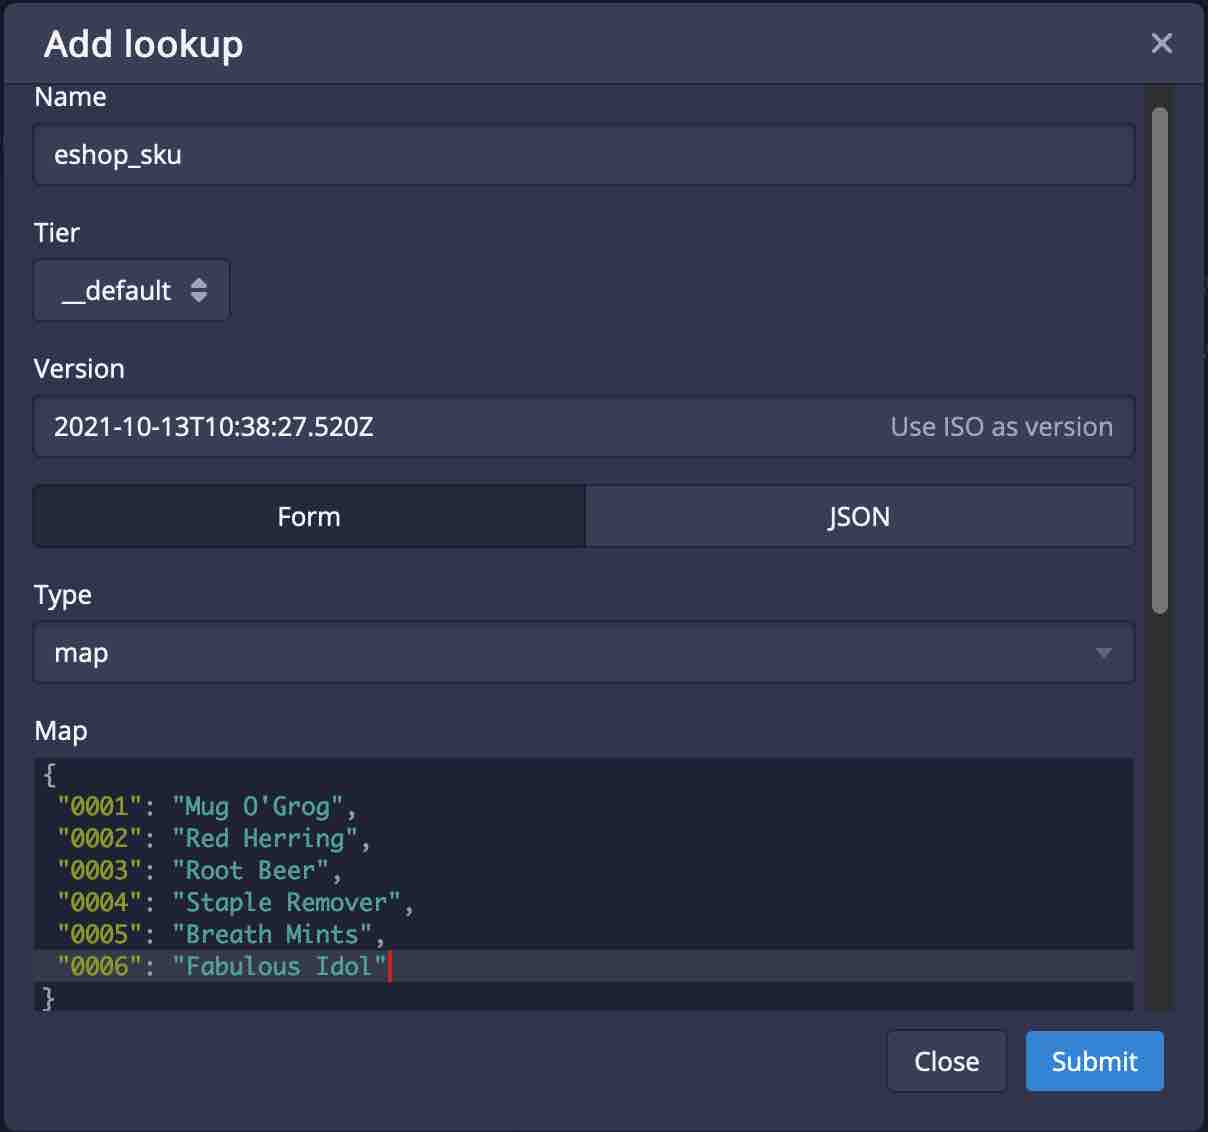 Add lookup
Name
eshop_sku
Tier
__default
Version
2021-10-13T10:38:27.520Z Use ISO as version
Form JSON
Type
map
Map
{
"0001": "Mug O'Grog",
"0002": "Red Herring",
"0003": "Root Beer",
"0004": "Staple Remover",
"0005": "Breath Mints",
"0006": "Fabulous Idol"
}
Close Submit